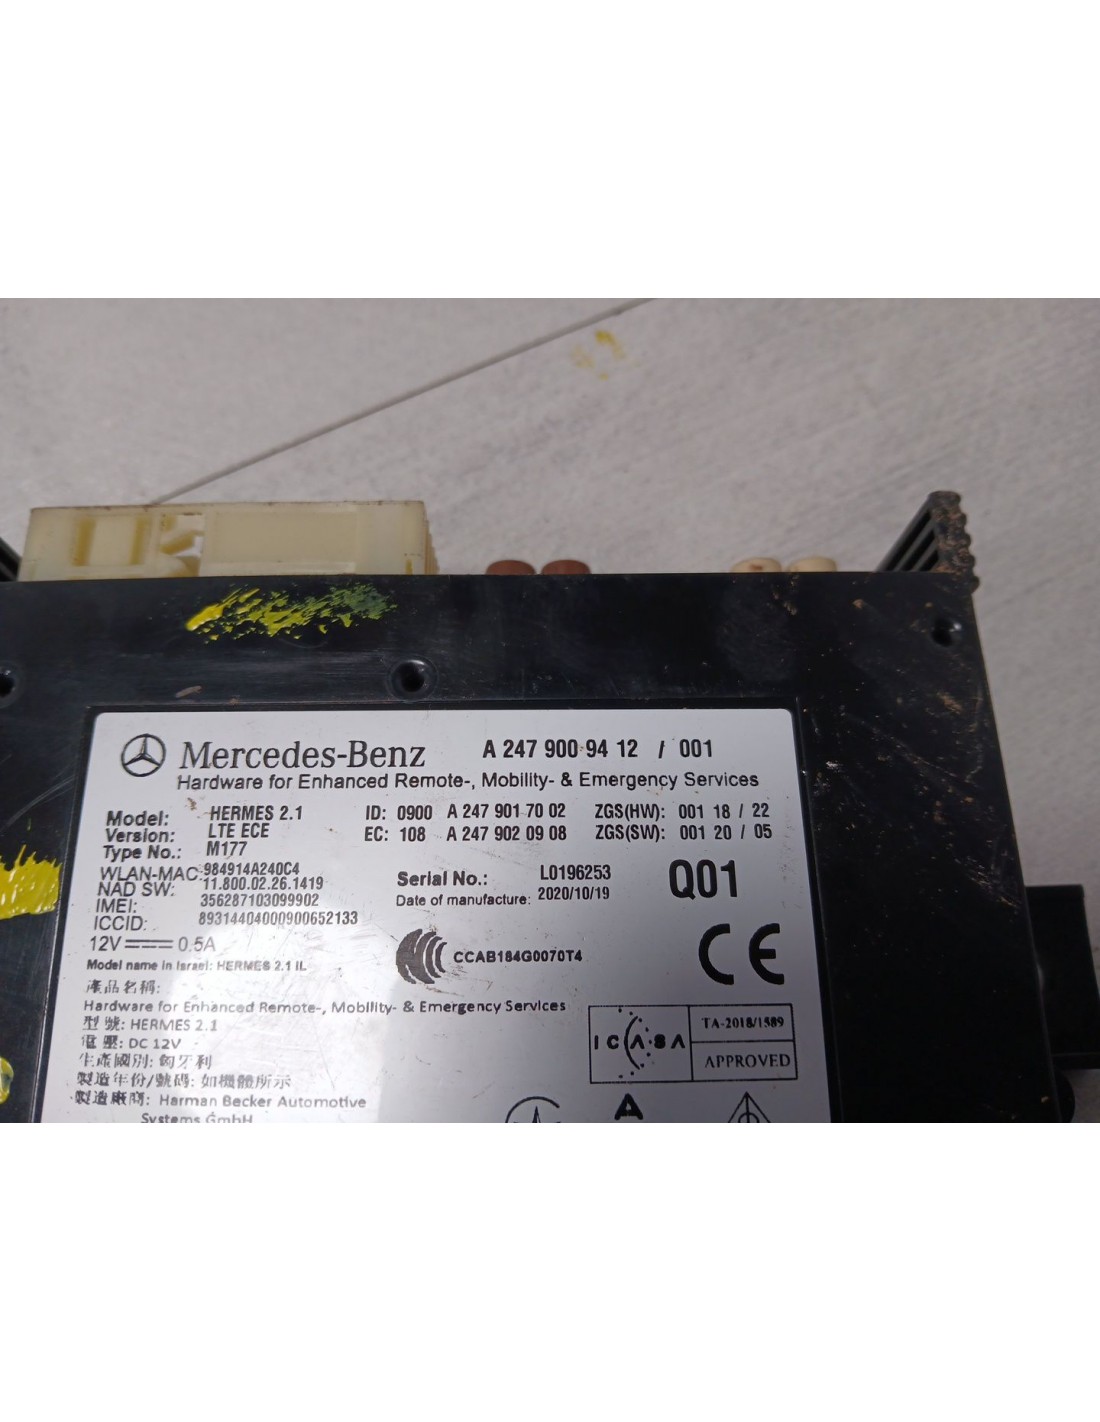 Mercedes-Benz A 247 900 94 12 / 001
Hardware for Enhanced Remote-, Mobility- & Emergency Services
Model: HERMES 2.1 ID: 0900 A 247 901 70 02 ZGS(HW): 001 18 / 22
Version: LTE ECE EC: 108 A 247 902 09 08 ZGS(SW): 001 20 / 05
Type No.: M177
WLAN-MAC: 984914A240C4
NAD SW: 11.800.02.26.1419
IMEI: 356287103099902
ICCID: 89314404000900652133
Serial No.: L0196253
Date of manufacture: 2020/10/19
Q01
12V 0.5A
Model name in Israel: HERMES 2.1 IL
CCAB184G0070T4
CE
產品名稱:
Hardware for Enhanced Remote-, Mobility- & Emergency Services
型號: HERMES 2.1
電壓: DC 12V
生產國別: 匈牙利
製造年份/號碼: 如機體所示
製造廠商: Harman Becker Automotive
Systems GmbH
ICASA
TA-2018/1589
APPROVED